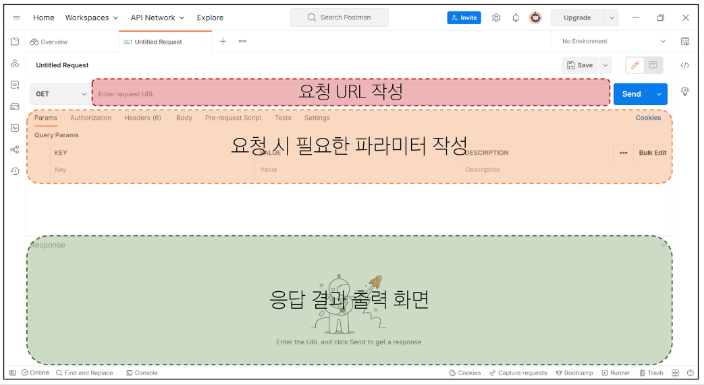 Home Workspaces API Network Explore Search Postman Invite Upgrade
Overview GET Untitled Request No Environment
Untitled Request Save
GET Enter request URL 요청 URL 작성 Send
Params Authorization Headers (6) Body Pre-request Script Tests Settings Cookies
Query Params
요청 시 필요한 파라미터 작성
KEY VALUE DESCRIPTION Bulk Edit
Key Value Description
Response
응답 결과 출력 화면
Enter the URL and click Send to get a response
Online Find and Replace Console Cookies Capture requests Bootcamp Runner Trash